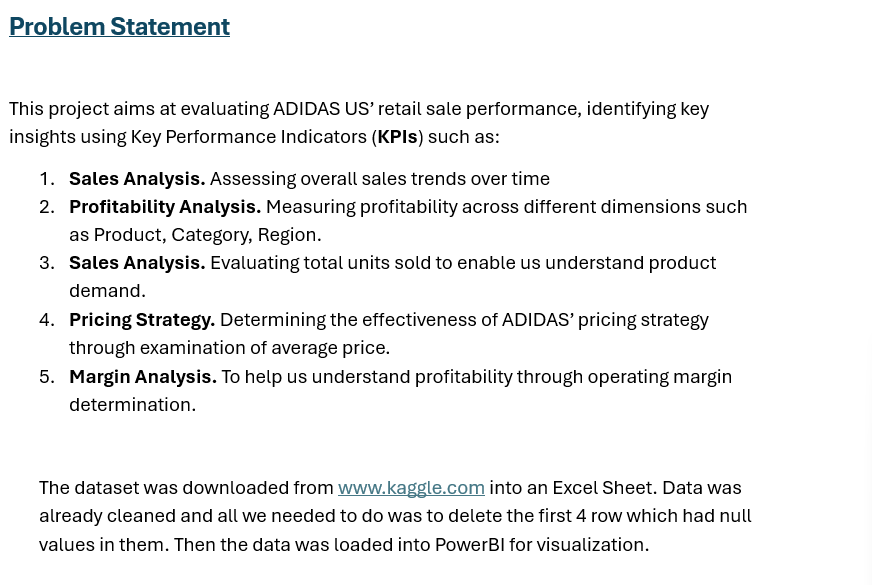 Problem Statement
This project aims at evaluating ADIDAS US’ retail sale performance, identifying key
insights using Key Performance Indicators (KPIs) such as:
1. Sales Analysis. Assessing overall sales trends over time
2. Profitability Analysis. Measuring profitability across different dimensions such
as Product, Category, Region.
3. Sales Analysis. Evaluating total units sold to enable us understand product
demand.
4. Pricing Strategy. Determining the effectiveness of ADIDAS’ pricing strategy
through examination of average price.
5. Margin Analysis. To help us understand profitability through operating margin
determination.
The dataset was downloaded from www.kaggle.com into an Excel Sheet. Data was
already cleaned and all we needed to do was to delete the first 4 row which had null
values in them. Then the data was loaded into PowerBI for visualization.